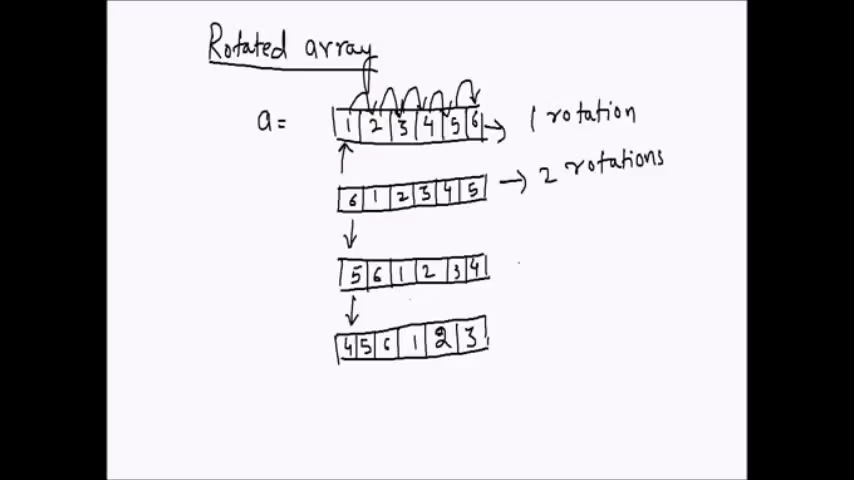 Rotated array
a= 1 2 3 4 5 6 → 1 rotation
6 1 2 3 4 5 → 2 rotations
5 6 1 2 3 4
4 5 6 1 2 3